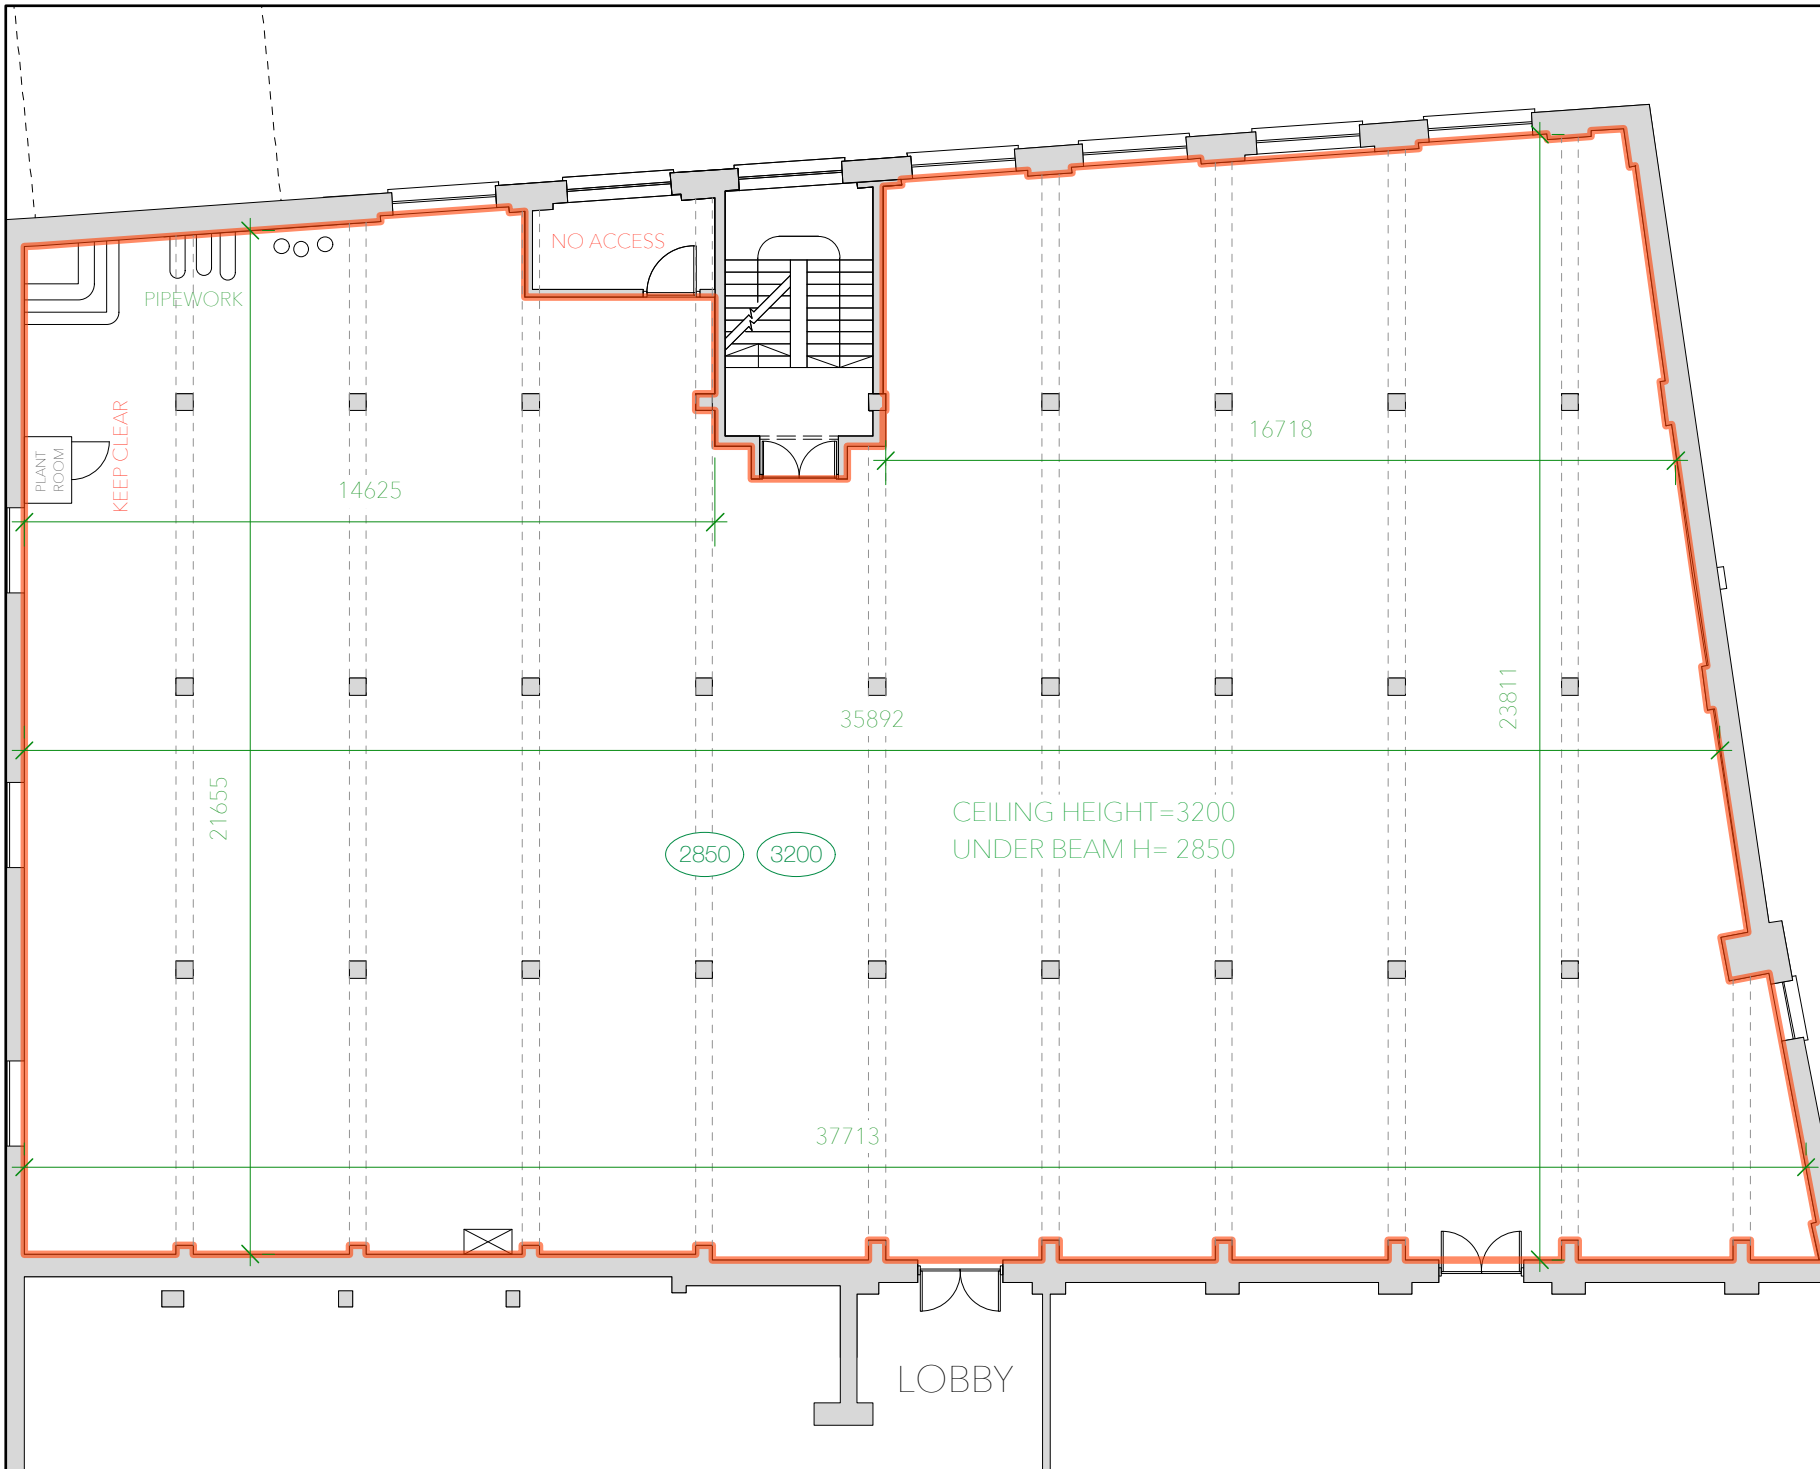 NO ACCESS
PIPEWORK
KEEP CLEAR
PLANT
ROOM
14625
16718
35892
23811
21655
CEILING HEIGHT=3200
UNDER BEAM H= 2850
2850
3200
37713
LOBBY